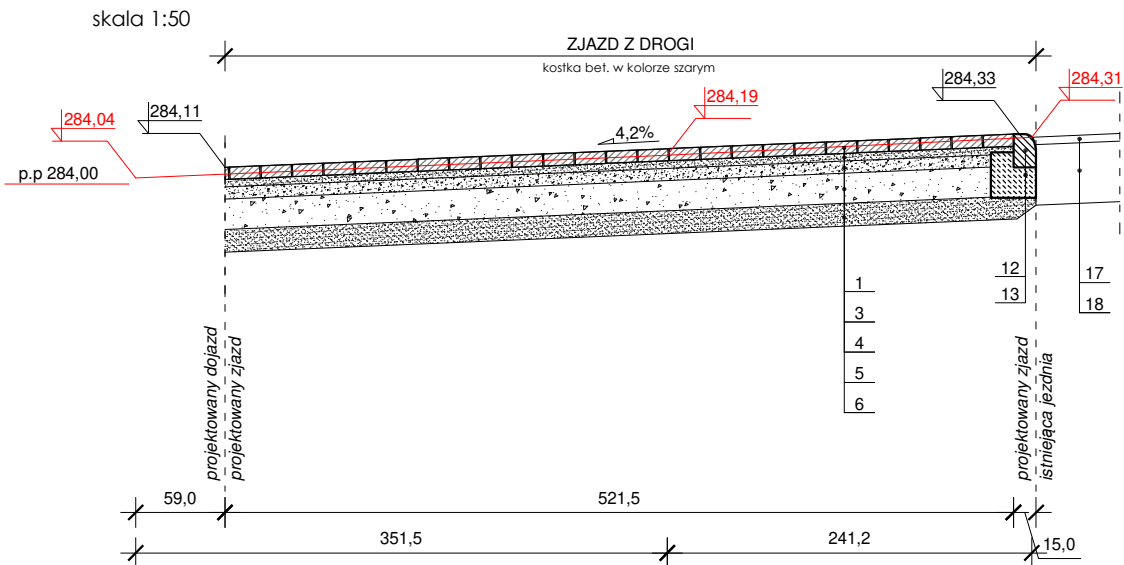 skala 1:50
ZJAZD Z DROGI
kostka bet. w kolorze szarym
284,04
284,11
284,19
284,33
284,31
4,2%
p.p 284,00
1
3
4
5
6
12
13
17
18
projektowany dojazd
projektowany zjazd
projektowany zjazd
istniejąca jezdnia
59,0
521,5
351,5
241,2
15,0